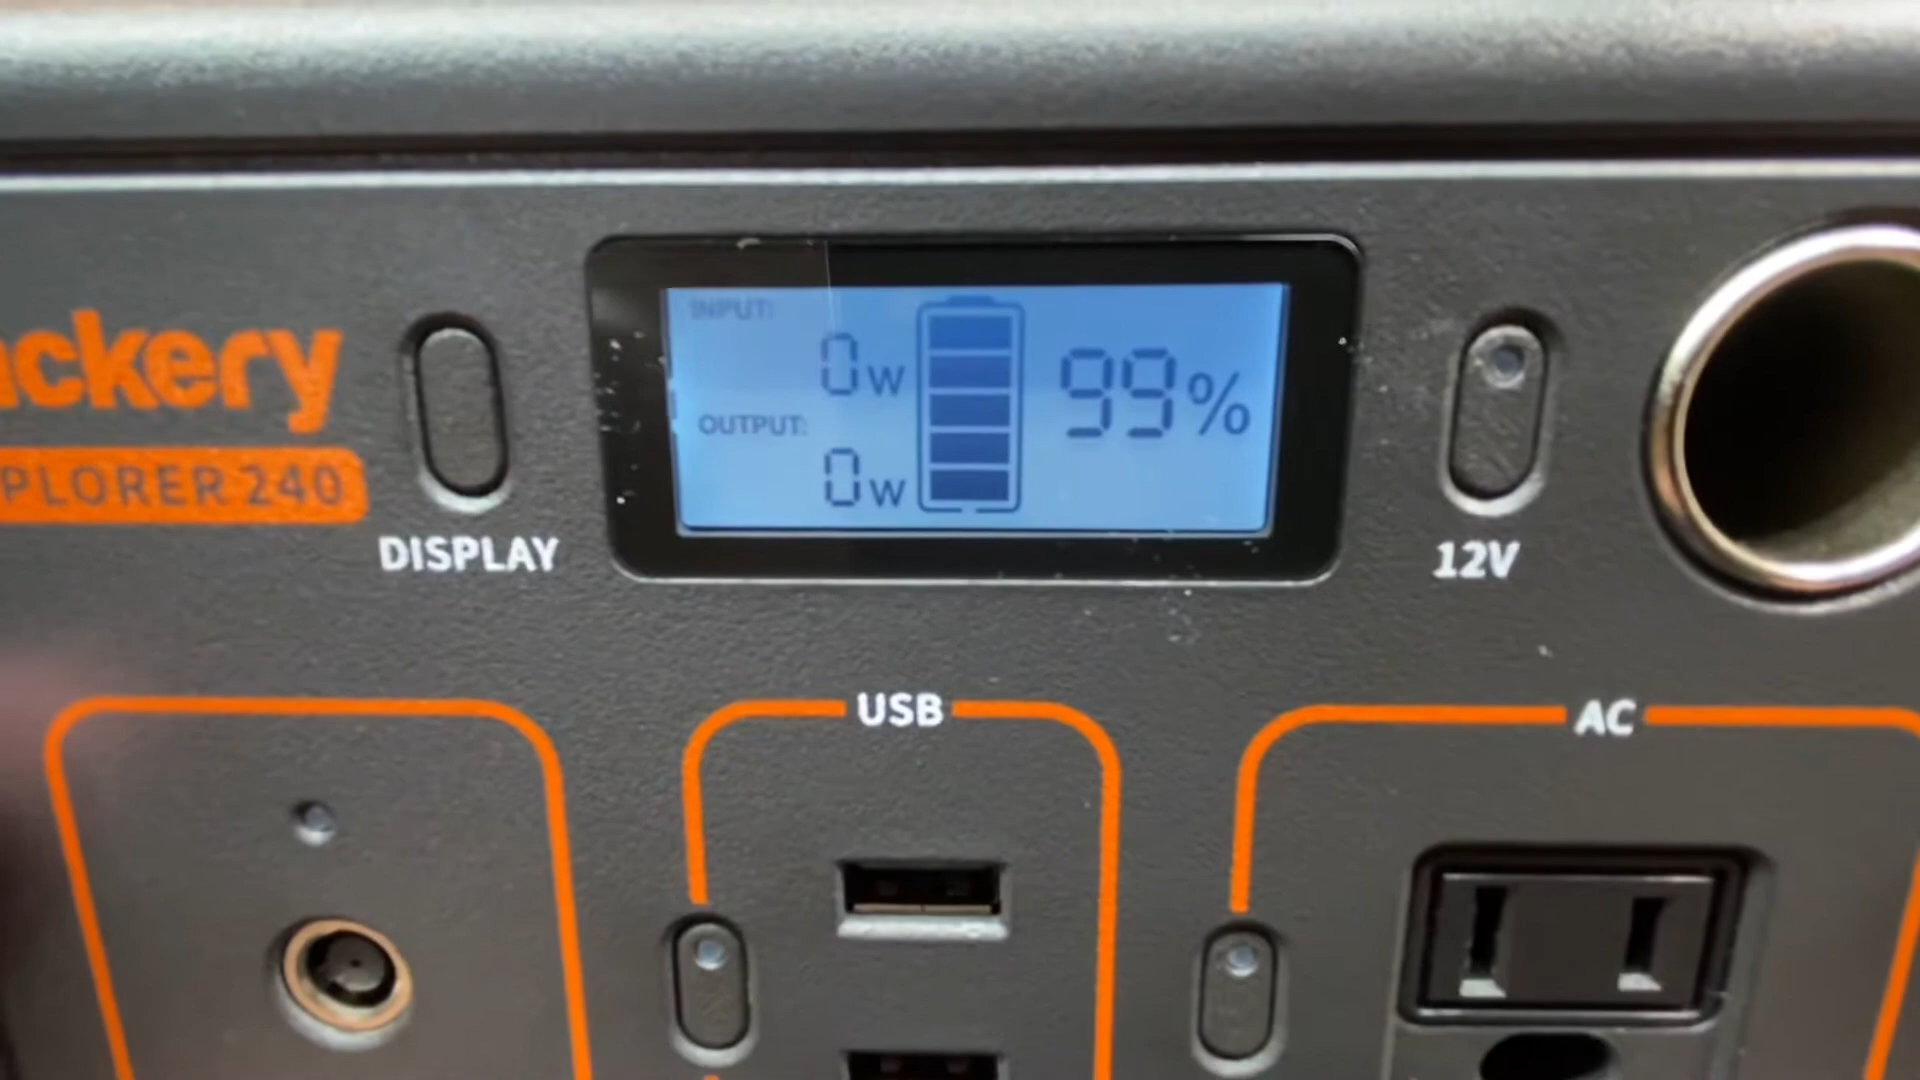 ackery
PLORER 240
DISPLAY
INPUT:
0W
OUTPUT:
0W
99%
12V
USB
AC